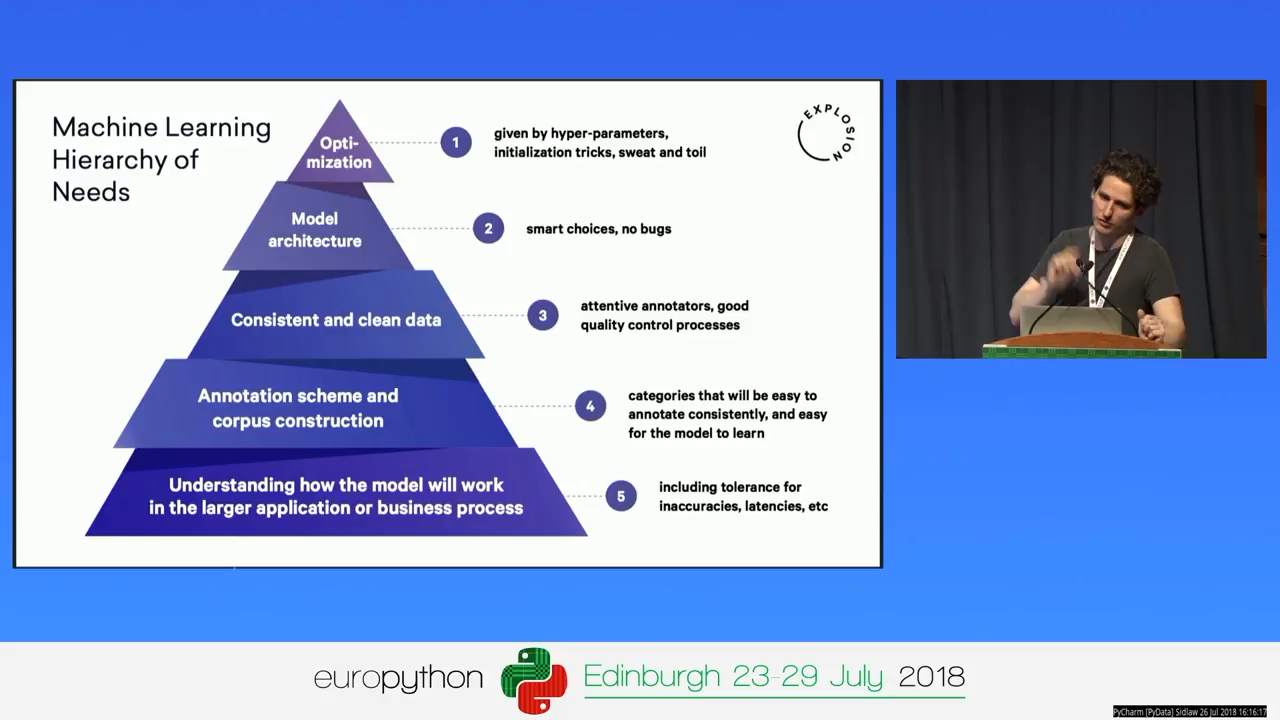 Machine Learning
Hierarchy of
Needs
EXPLOSION
Opti-
mization
1
given by hyper-parameters,
initialization tricks, sweat and toil
Model
architecture
2
smart choices, no bugs
Consistent and clean data
3
attentive annotators, good
quality control processes
Annotation scheme and
corpus construction
4
categories that will be easy to
annotate consistently, and easy
for the model to learn
Understanding how the model will work
in the larger application or business process
5
including tolerance for
inaccuracies, latencies, etc
europython
Edinburgh 23-29 July 2018
PyCharm [PyData] Sidlaw 26 Jul 2018 16:16:17